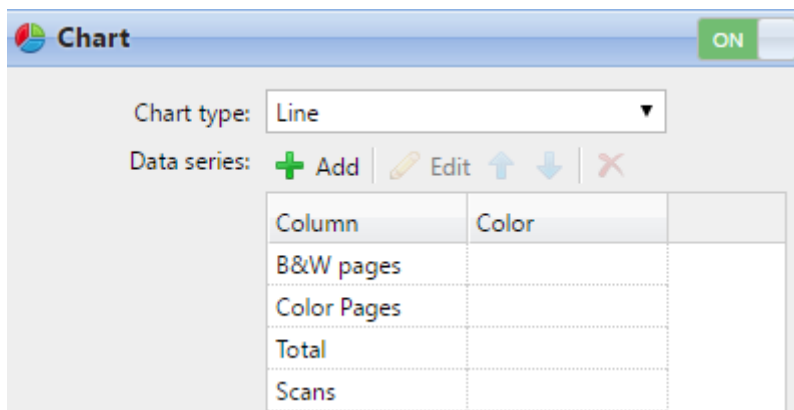 Chart ON
Chart type: Line
Data series: Add Edit
Column Color
B&W pages
Color Pages
Total
Scans